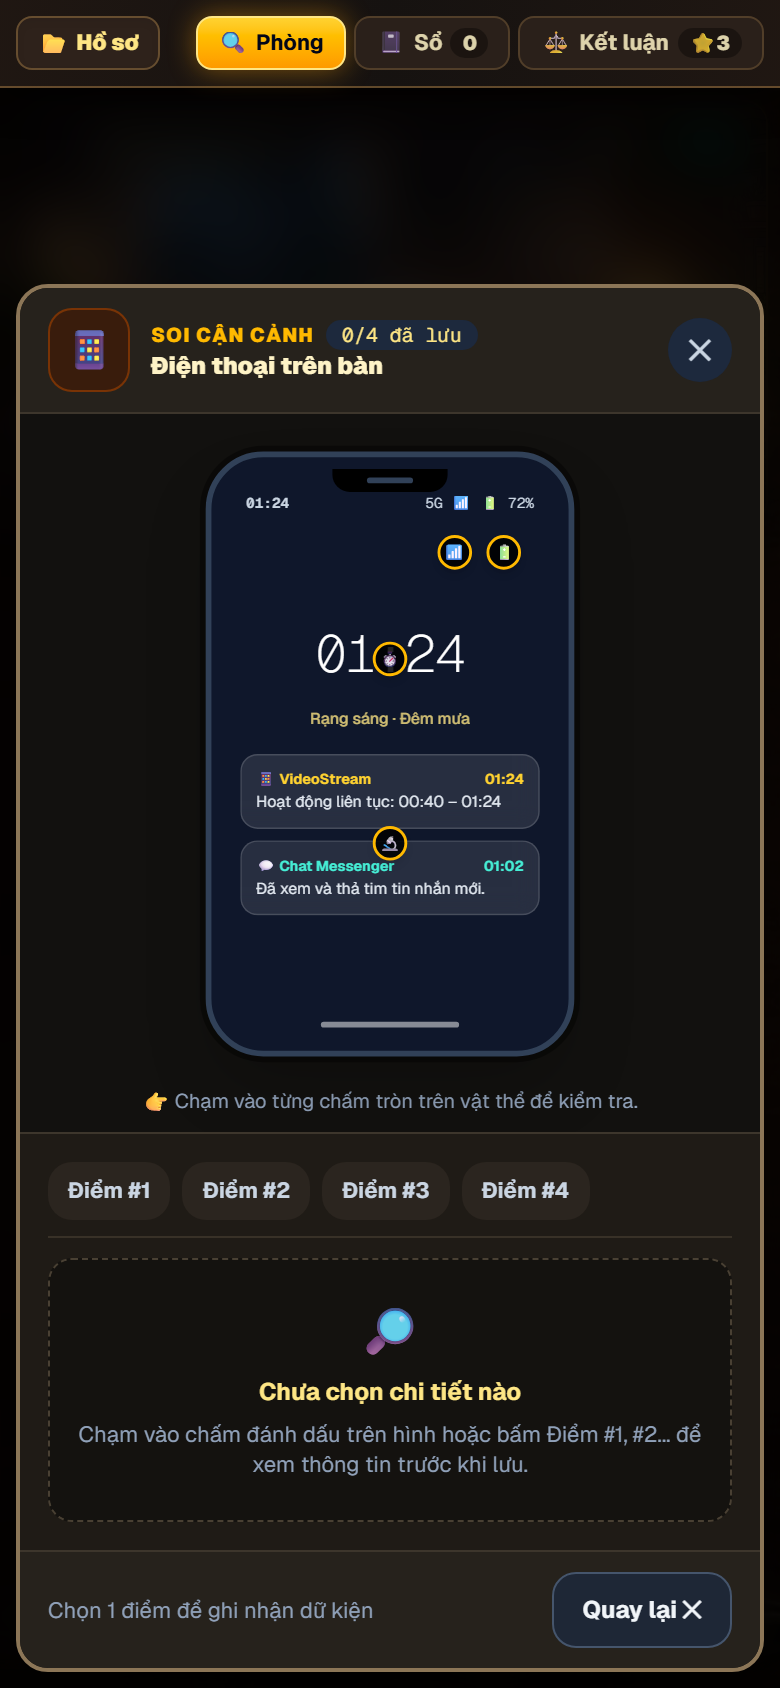 Hồ sơ
Phòng
Sổ 0
Kết luận 3
SOI CẬN CẢNH 0/4 đã lưu
Điện thoại trên bàn
01:24 5G 72%
01 24
Rạng sáng · Đêm mưa
VideoStream 01:24
Hoạt động liên tục: 00:40 – 01:24
Chat Messenger 01:02
Đã xem và thả tim tin nhắn mới.
Chạm vào từng chấm tròn trên vật thể để kiểm tra.
Điểm #1 Điểm #2 Điểm #3 Điểm #4
Chưa chọn chi tiết nào
Chạm vào chấm đánh dấu trên hình hoặc bấm Điểm #1, #2... để
xem thông tin trước khi lưu.
Chọn 1 điểm để ghi nhận dữ kiện
Quay lại